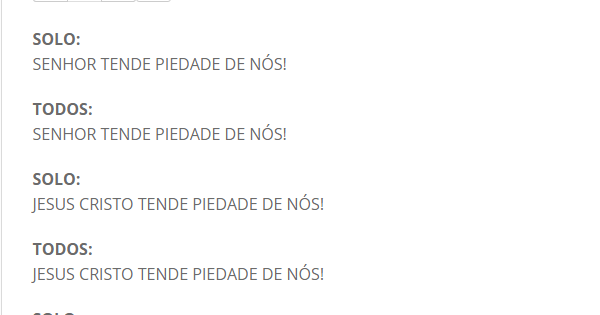 SOLO:
SENHOR TENDE PIEDADE DE NÓS!
TODOS:
SENHOR TENDE PIEDADE DE NÓS!
SOLO:
JESUS CRISTO TENDE PIEDADE DE NÓS!
TODOS:
JESUS CRISTO TENDE PIEDADE DE NÓS!
SOLO